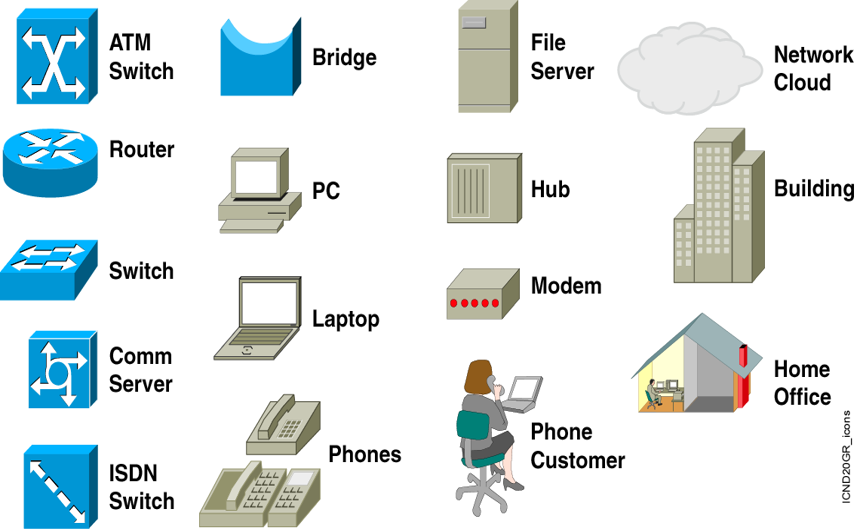 ATM
Switch
Router
Switch
Comm
Server
ISDN
Switch
Bridge
PC
Laptop
Phones
File
Server
Hub
Modem
Phone
Customer
Network
Cloud
Building
Home
Office
ICND20GR_icons